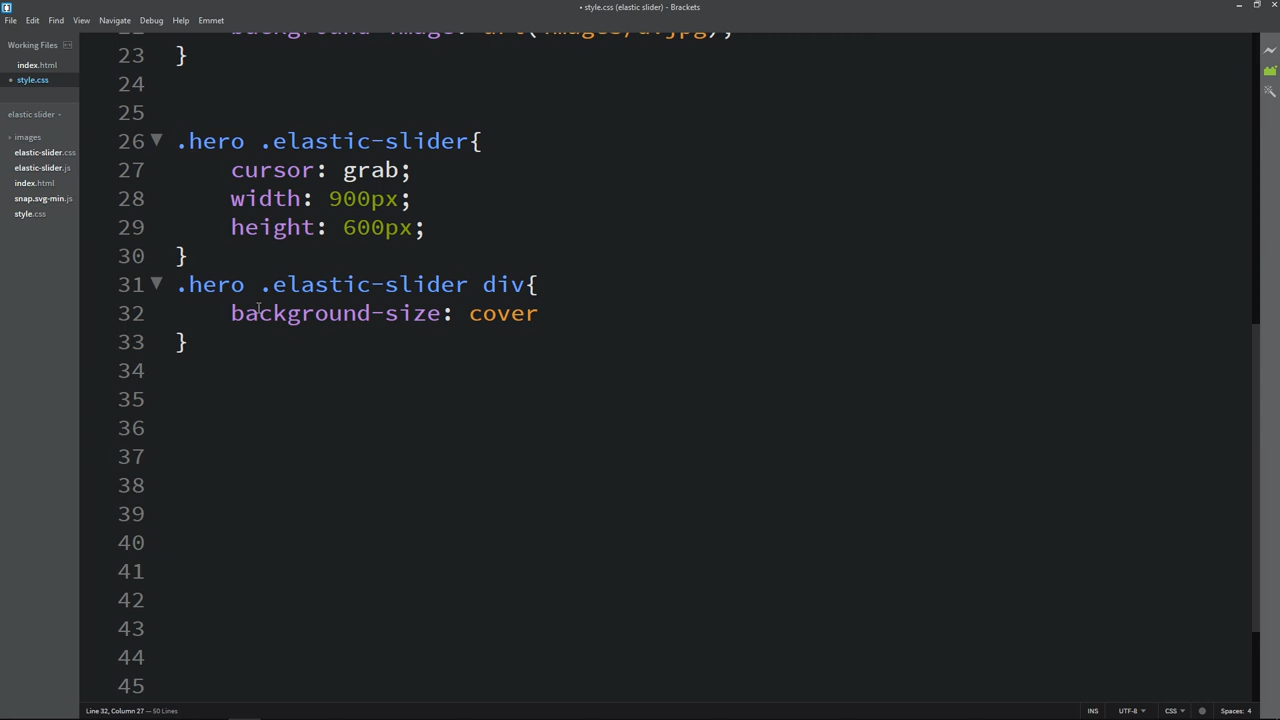 • style.css (elastic slider) - Brackets
File Edit Find View Navigate Debug Help Emmet
Working Files
index.html
• style.css
elastic slider
images
elastic-slider.css
elastic-slider.js
index.html
snap.svg-min.js
style.css
23 }
24
25
26 .hero .elastic-slider{
27 cursor: grab;
28 width: 900px;
29 height: 600px;
30 }
31 .hero .elastic-slider div{
32 background-size: cover
33 }
34
35
36
37
38
39
40
41
42
43
44
45
Line 32, Column 27 — 50 Lines
INS UTF-8 CSS Spaces: 4